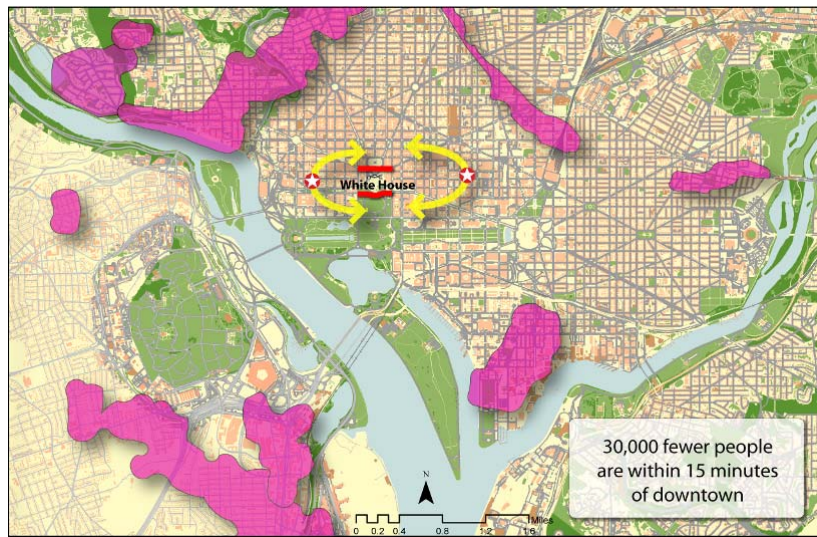 White House
30,000 fewer people
are within 15 minutes
of downtown
N
Miles
0 0.2 0.4 0.8 1.2 1.6